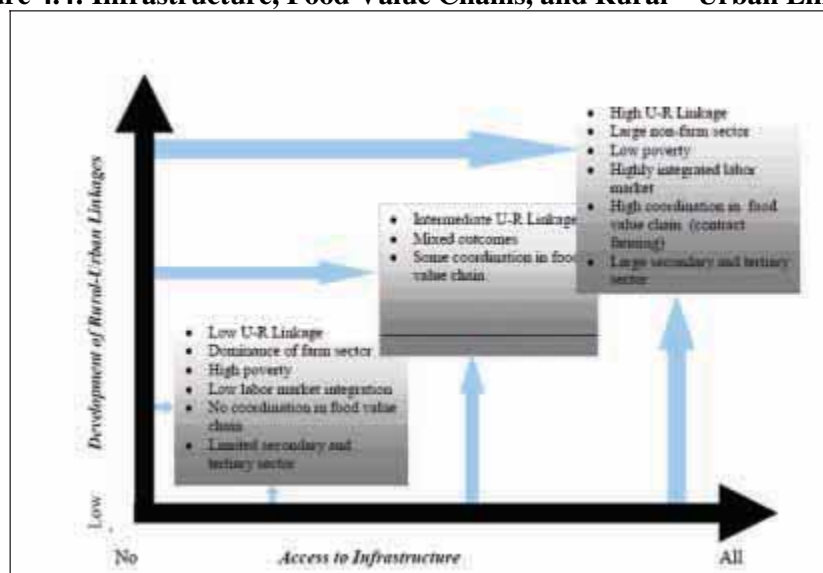 4.4: Infrastructure, Food Value Chains, and Rural – Urban
Development of Rural-Urban Linkages
Low
• High U-R Linkage
• Large non-farm sector
• Low poverty
• Highly integrated labor
market
• High coordination in food
value chain (contract
farming)
• Large secondary and tertiary
sector
• Intermediate U-R Linkage
• Mixed outcomes
• Some coordination in food
value chain
• Low U-R Linkage
• Dominance of farm sector
• High poverty
• Low labor market integration
• No coordination in food value
chain
• Limited secondary and
tertiary sector
No
Access to Infrastructure
All